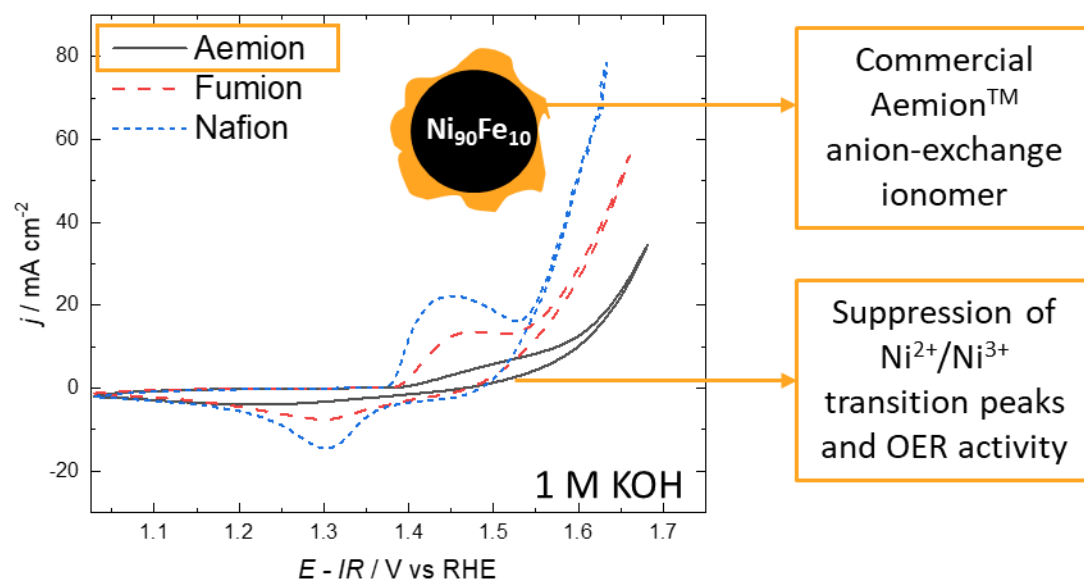 Aemion
Fumion
Nafion
Ni₉₀Fe₁₀
80
60
40
20
0
-20
j / mA cm⁻²
1.1
1.2
1.3
1.4
1.5
1.6
1.7
E - IR / V vs RHE
1 M KOH
Commercial
Aemion™
anion-exchange
ionomer
Suppression of
Ni²⁺/Ni³⁺
transition peaks
and OER activity